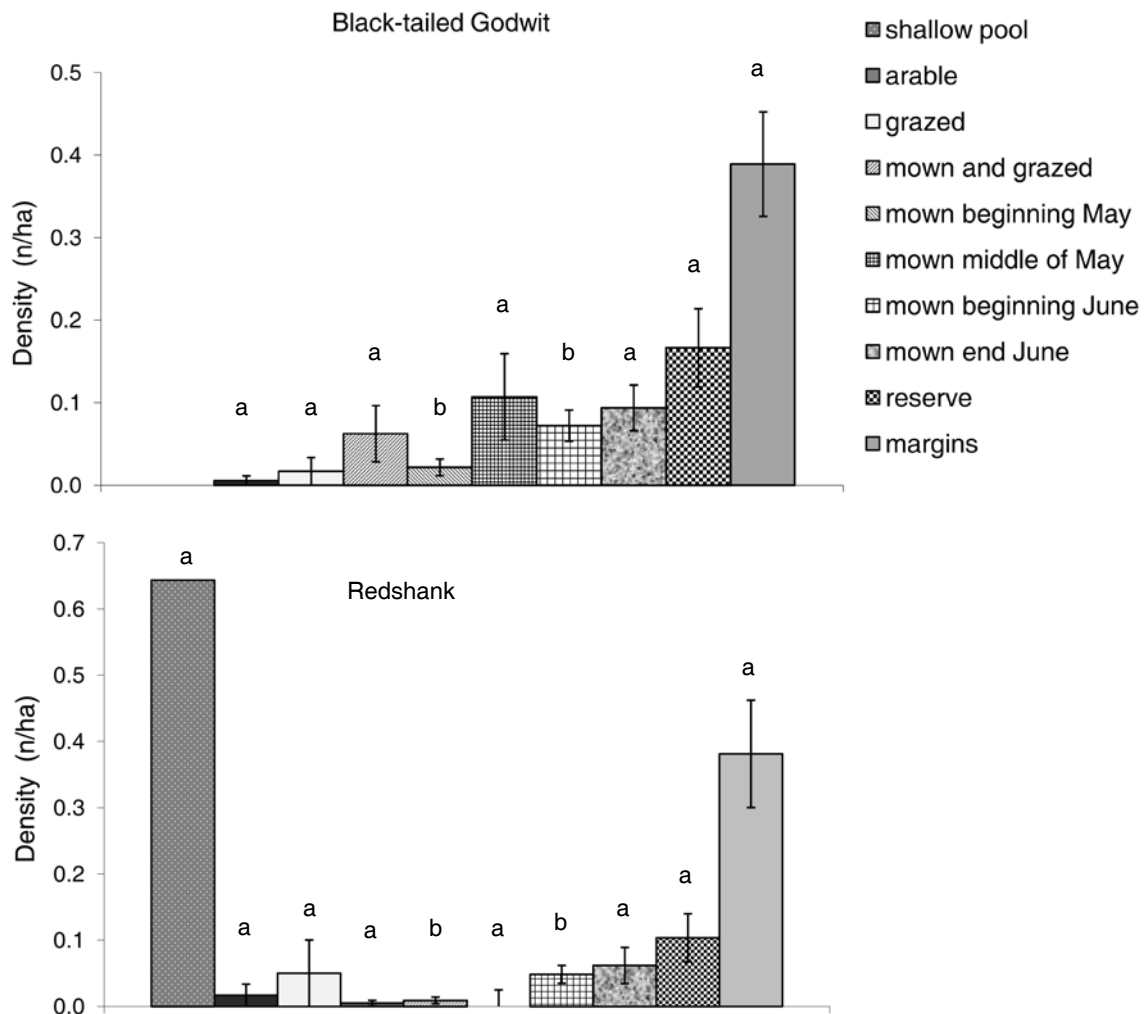 Black-tailed Godwit
Density (n/ha)
0.5
0.4
0.3
0.2
0.1
0.0
a
a
a
b
a
b
a
a
a
shallow pool
arable
grazed
mown and grazed
mown beginning May
mown middle of May
mown beginning June
mown end June
reserve
margins
Redshank
Density (n/ha)
0.7
0.6
0.5
0.4
0.3
0.2
0.1
0.0
a
a
a
a
b
a
b
a
a
a